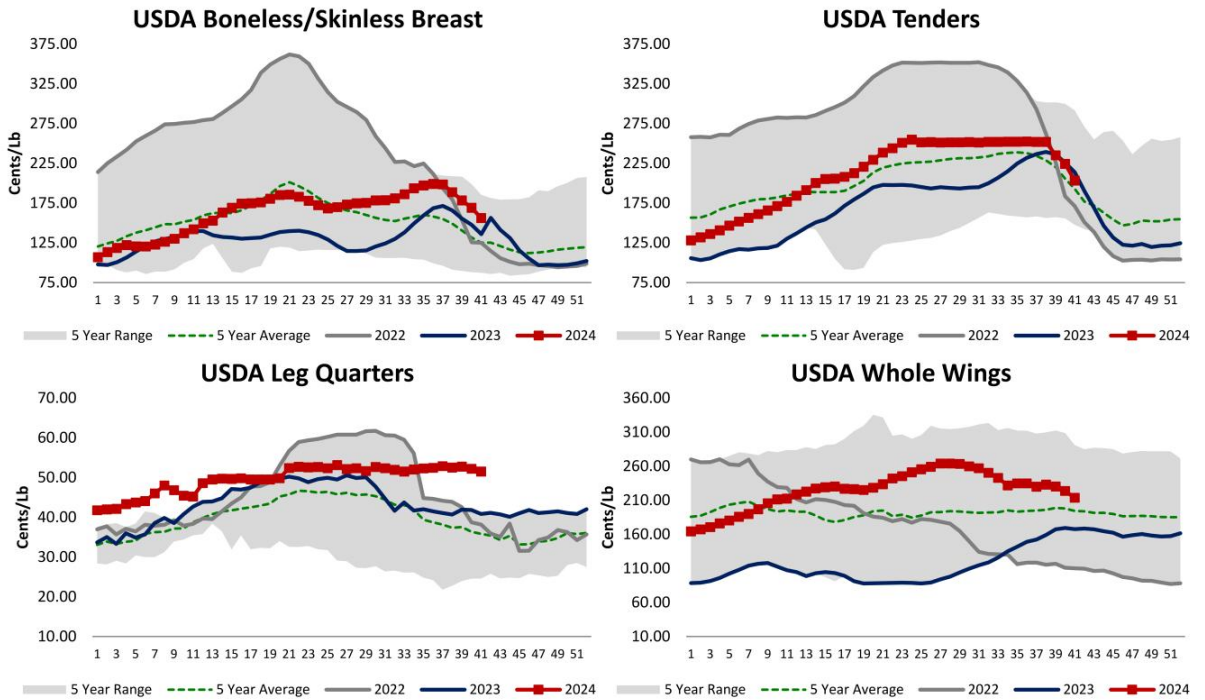 USDA Boneless/Skinless Breast
Cents/Lb
375.00
325.00
275.00
225.00
175.00
125.00
75.00
1 3 5 7 9 11 13 15 17 19 21 23 25 27 29 31 33 35 37 39 41 43 45 47 49 51
5 Year Range 5 Year Average 2022 2023 2024
USDA Tenders
Cents/Lb
375.00
325.00
275.00
225.00
175.00
125.00
75.00
1 3 5 7 9 11 13 15 17 19 21 23 25 27 29 31 33 35 37 39 41 43 45 47 49 51
5 Year Range 5 Year Average 2022 2023 2024
USDA Leg Quarters
Cents/Lb
70.00
60.00
50.00
40.00
30.00
20.00
10.00
1 3 5 7 9 11 13 15 17 19 21 23 25 27 29 31 33 35 37 39 41 43 45 47 49 51
5 Year Range 5 Year Average 2022 2023 2024
USDA Whole Wings
Cents/Lb
360.00
310.00
260.00
210.00
160.00
110.00
60.00
10.00
1 3 5 7 9 11 13 15 17 19 21 23 25 27 29 31 33 35 37 39 41 43 45 47 49 51
5 Year Range 5 Year Average 2022 2023 2024